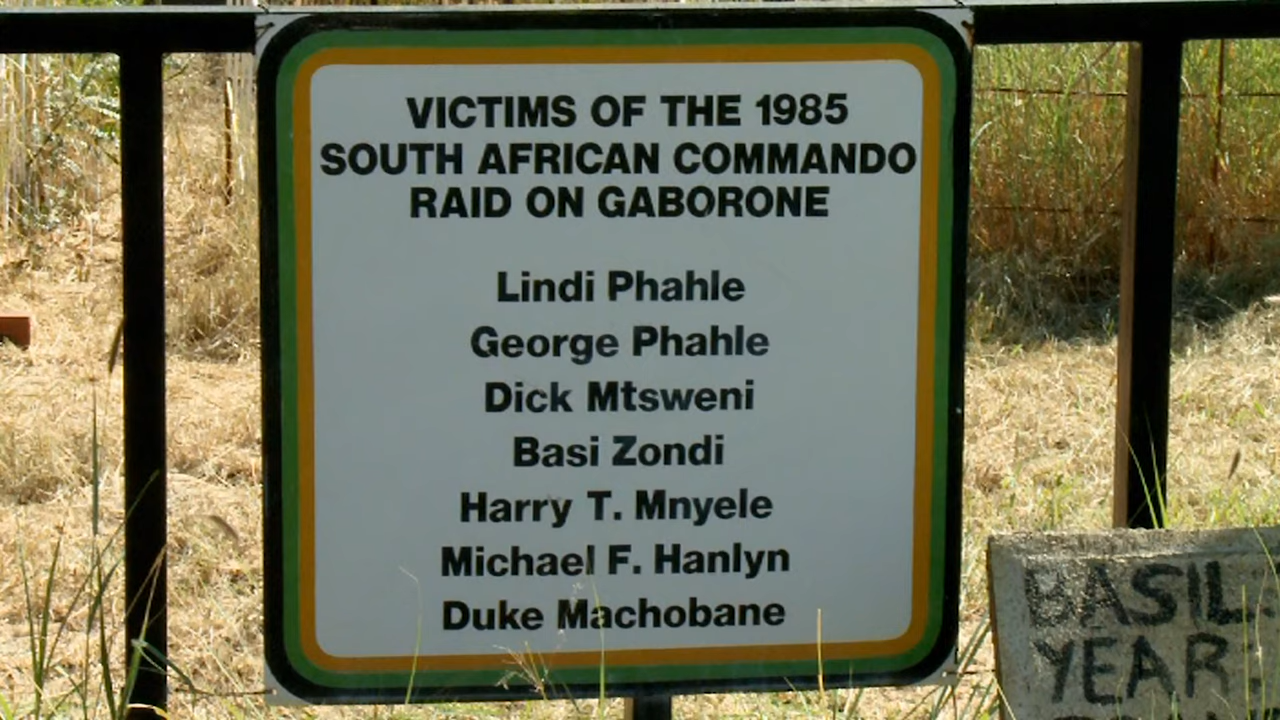 VICTIMS OF THE 1985
SOUTH AFRICAN COMMANDO
RAID ON GABORONE
Lindi Phahle
George Phahle
Dick Mtsweni
Basi Zondi
Harry T. Mnyele
Michael F. Hanlyn
Duke Machobane
BASIL
YEAR